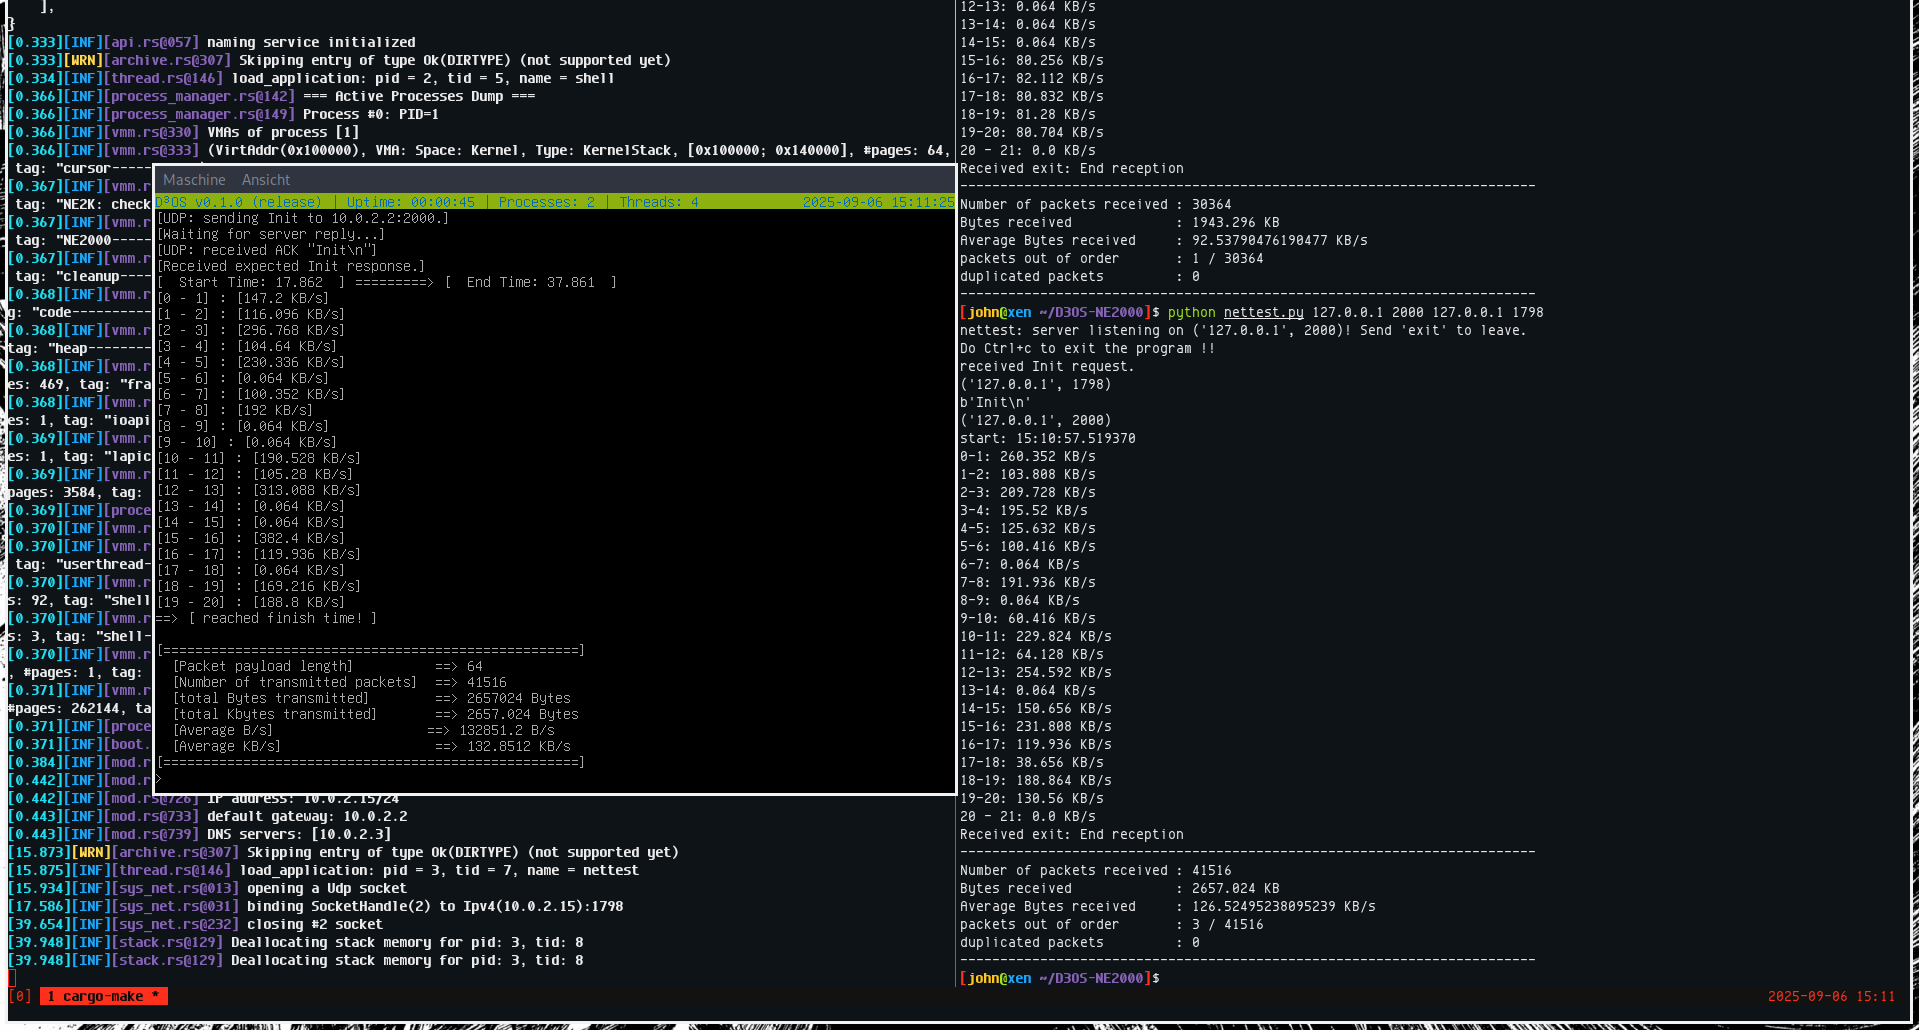 ],
}
[0.333][INF][api.rs@057] naming service initialized
[0.333][WRN][archive.rs@307] Skipping entry of type Ok(DIRTYPE) (not supported yet)
[0.334][INF][thread.rs@146] load_application: pid = 2, tid = 5, name = shell
[0.366][INF][process_manager.rs@142] === Active Processes Dump ===
[0.366][INF][process_manager.rs@149] Process #0: PID=1
[0.366][INF][vmm.rs@330] VMAs of process [1]
[0.366][INF][vmm.rs@333] (VirtAddr(0x100000), VMA: Space: Kernel, Type: KernelStack, [0x100000; 0x140000], #pages: 64,
tag: "cursor-----
[0.367][INF][vmm.r
tag: "NE2K: check
[0.367][INF][vmm.r
tag: "NE2000-----
[0.367][INF][vmm.r
tag: "cleanup----
[0.368][INF][vmm.r
g: "code----------
[0.368][INF][vmm.r
tag: "heap--------
[0.368][INF][vmm.r
es: 469, tag: "fra
[0.368][INF][vmm.r
es: 1, tag: "ioapi
[0.369][INF][vmm.r
es: 1, tag: "lapic
[0.369][INF][vmm.r
pages: 3584, tag:
[0.369][INF][proce
[0.370][INF][vmm.r
[0.370][INF][vmm.r
tag: "userthread-
[0.370][INF][vmm.r
s: 92, tag: "shell
[0.370][INF][vmm.r
s: 3, tag: "shell-
[0.370][INF][vmm.r
, #pages: 1, tag:
[0.371][INF][vmm.r
#pages: 262144, ta
[0.371][INF][proce
[0.371][INF][boot.
[0.384][INF][mod.r
[0.442][INF][mod.r
[0.442][INF][mod.rs@726] IP address: 10.0.2.15/24
[0.443][INF][mod.rs@733] default gateway: 10.0.2.2
[0.443][INF][mod.rs@739] DNS servers: [10.0.2.3]
[15.873][WRN][archive.rs@307] Skipping entry of type Ok(DIRTYPE) (not supported yet)
[15.875][INF][thread.rs@146] load_application: pid = 3, tid = 7, name = nettest
[15.934][INF][sys_net.rs@013] opening a Udp socket
[17.586][INF][sys_net.rs@031] binding SocketHandle(2) to Ipv4(10.0.2.15):1798
[39.654][INF][sys_net.rs@232] closing #2 socket
[39.948][INF][stack.rs@129] Deallocating stack memory for pid: 3, tid: 8
[39.948][INF][stack.rs@129] Deallocating stack memory for pid: 3, tid: 8
[0] 1 cargo-make *
Maschine Ansicht
D³OS v0.1.0 (release) | Uptime: 00:00:45 | Processes: 2 | Threads: 4 2025-09-06 15:11:25
[UDP: sending Init to 10.0.2.2:2000.]
[Waiting for server reply...]
[UDP: received ACK "Init\n"]
[Received expected Init response.]
[ Start Time: 17.862 ] =========> [ End Time: 37.861 ]
[0 - 1] : [147.2 KB/s]
[1 - 2] : [116.096 KB/s]
[2 - 3] : [296.768 KB/s]
[3 - 4] : [104.64 KB/s]
[4 - 5] : [230.336 KB/s]
[5 - 6] : [0.064 KB/s]
[6 - 7] : [100.352 KB/s]
[7 - 8] : [192 KB/s]
[8 - 9] : [0.064 KB/s]
[9 - 10] : [0.064 KB/s]
[10 - 11] : [190.528 KB/s]
[11 - 12] : [105.28 KB/s]
[12 - 13] : [313.088 KB/s]
[13 - 14] : [0.064 KB/s]
[14 - 15] : [0.064 KB/s]
[15 - 16] : [382.4 KB/s]
[16 - 17] : [119.936 KB/s]
[17 - 18] : [0.064 KB/s]
[18 - 19] : [169.216 KB/s]
[19 - 20] : [188.8 KB/s]
==> [ reached finish time! ]
[=====================================================]
[Packet payload length] ==> 64
[Number of transmitted packets] ==> 41516
[total Bytes transmitted] ==> 2657024 Bytes
[total Kbytes transmitted] ==> 2657.024 Bytes
[Average B/s] ==> 132851.2 B/s
[Average KB/s] ==> 132.8512 KB/s
[=====================================================]
>
12-13: 0.064 KB/s
13-14: 0.064 KB/s
14-15: 0.064 KB/s
15-16: 80.256 KB/s
16-17: 82.112 KB/s
17-18: 80.832 KB/s
18-19: 81.28 KB/s
19-20: 80.704 KB/s
20 - 21: 0.0 KB/s
Received exit: End reception
------------------------------------------------------------------------
Number of packets received : 30364
Bytes received : 1943.296 KB
Average Bytes received : 92.53790476190477 KB/s
packets out of order : 1 / 30364
duplicated packets : 0
------------------------------------------------------------------------
[john@xen ~/D3OS-NE2000]$ python nettest.py 127.0.0.1 2000 127.0.0.1 1798
nettest: server listening on ('127.0.0.1', 2000)! Send 'exit' to leave.
Do Ctrl+c to exit the program !!
received Init request.
('127.0.0.1', 1798)
b'Init\n'
('127.0.0.1', 2000)
start: 15:10:57.519370
0-1: 260.352 KB/s
1-2: 103.808 KB/s
2-3: 209.728 KB/s
3-4: 195.52 KB/s
4-5: 125.632 KB/s
5-6: 100.416 KB/s
6-7: 0.064 KB/s
7-8: 191.936 KB/s
8-9: 0.064 KB/s
9-10: 60.416 KB/s
10-11: 229.824 KB/s
11-12: 64.128 KB/s
12-13: 254.592 KB/s
13-14: 0.064 KB/s
14-15: 150.656 KB/s
15-16: 231.808 KB/s
16-17: 119.936 KB/s
17-18: 38.656 KB/s
18-19: 188.864 KB/s
19-20: 130.56 KB/s
20 - 21: 0.0 KB/s
Received exit: End reception
------------------------------------------------------------------------
Number of packets received : 41516
Bytes received : 2657.024 KB
Average Bytes received : 126.52495238095239 KB/s
packets out of order : 3 / 41516
duplicated packets : 0
------------------------------------------------------------------------
[john@xen ~/D3OS-NE2000]$
2025-09-06 15:11